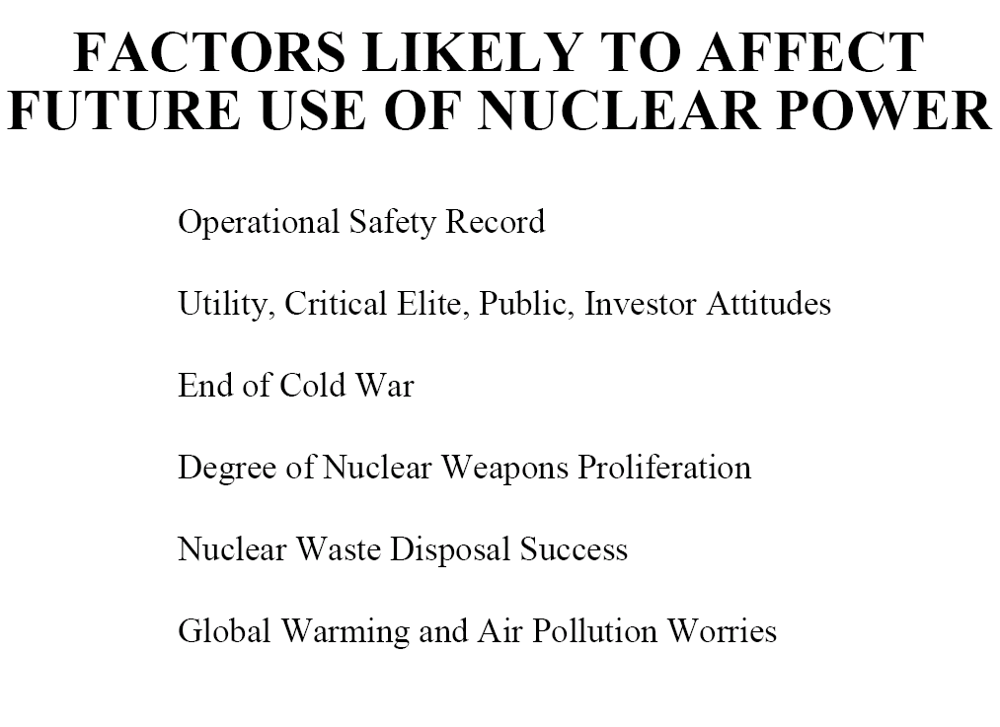 FACTORS LIKELY TO AFFECT
FUTURE USE OF NUCLEAR POWER
Operational Safety Record
Utility, Critical Elite, Public, Investor Attitudes
End of Cold War
Degree of Nuclear Weapons Proliferation
Nuclear Waste Disposal Success
Global Warming and Air Pollution Worries